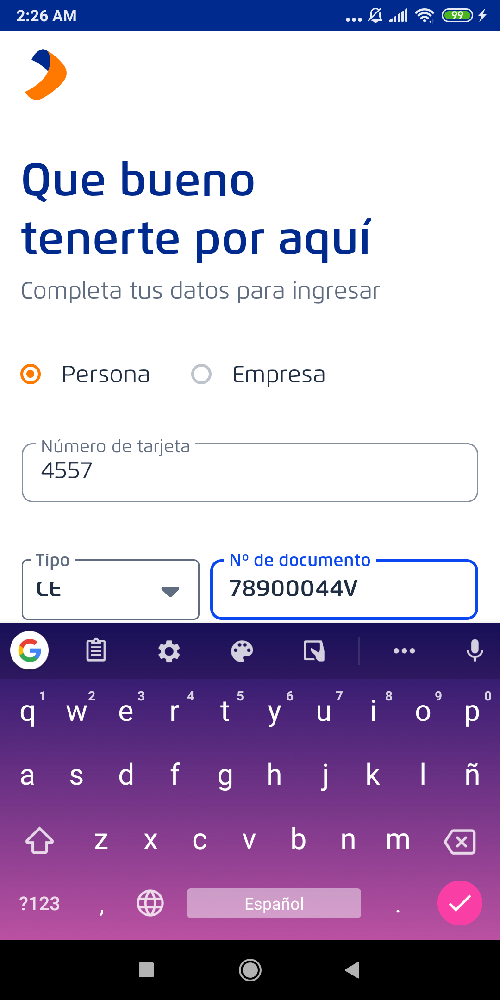 2:26 AM
99
Que bueno
tenerte por aquí
Completa tus datos para ingresar
Persona
Empresa
Número de tarjeta
4557
Tipo
Nº de documento
CE
78900044V
1 2 3 4 5 6 7 8 9 0
q w e r t y u i o p
a s d f g h j k l ñ
z x c v b n m
?123 , Español .